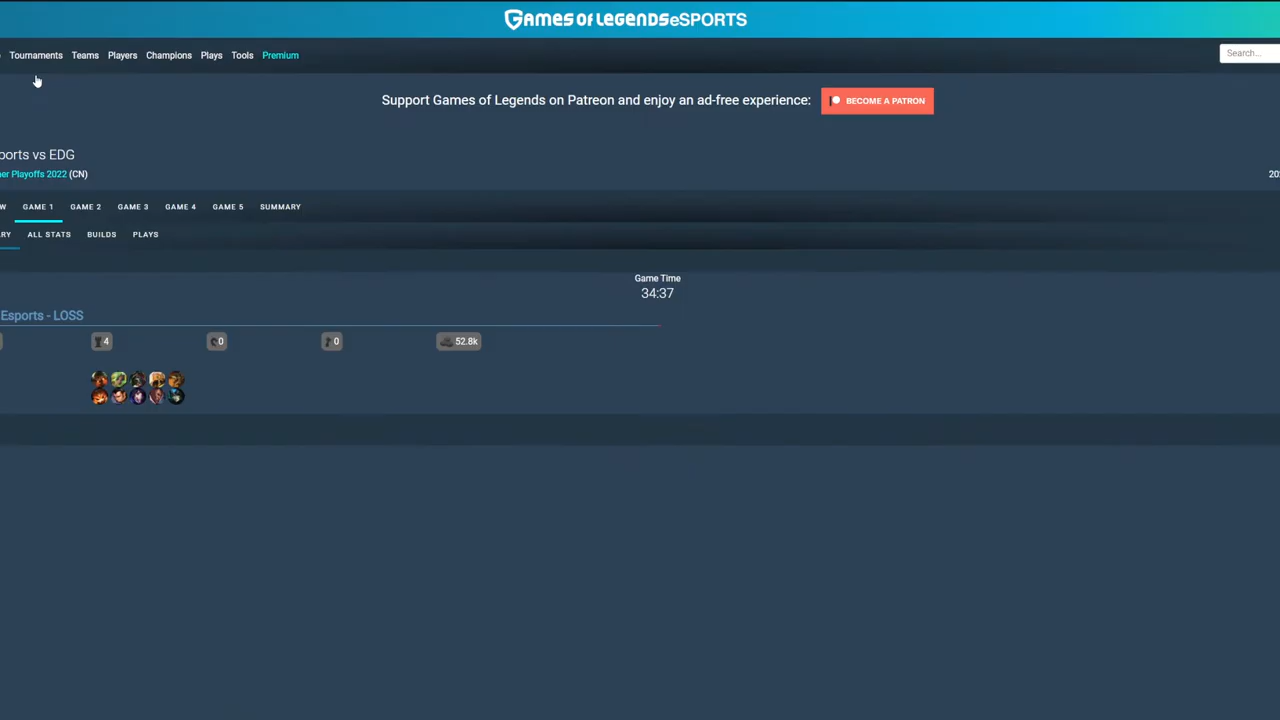 GAMES OF LEGENDS eSPORTS
Tournaments Teams Players Champions Plays Tools Premium Search...
Support Games of Legends on Patreon and enjoy an ad-free experience: BECOME A PATRON
ports vs EDG
er Playoffs 2022 (CN) 20
W GAME 1 GAME 2 GAME 3 GAME 4 GAME 5 SUMMARY
RY ALL STATS BUILDS PLAYS
Game Time
34:37
Esports - LOSS
4 0 0 52.8k